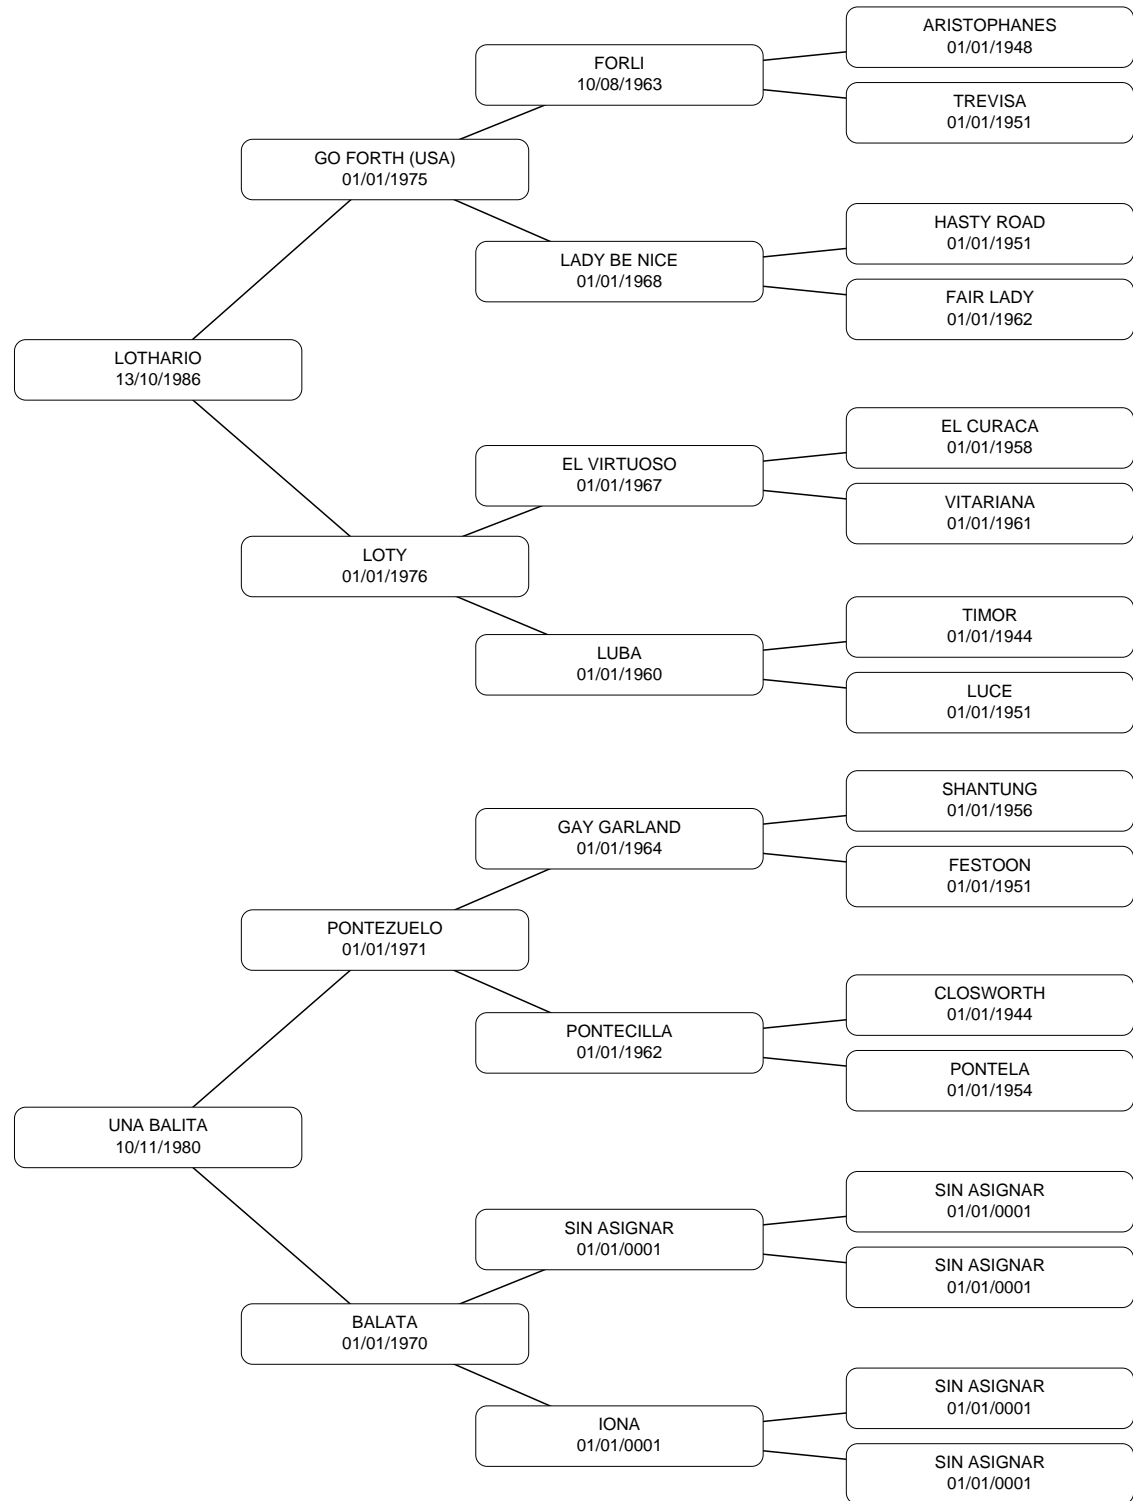 ARISTOPHANES
01/01/1948
FORLI
10/08/1963
TREVISA
01/01/1951
GO FORTH (USA)
01/01/1975
HASTY ROAD
01/01/1951
LADY BE NICE
01/01/1968
FAIR LADY
01/01/1962
LOTHARIO
13/10/1986
EL CURACA
01/01/1958
EL VIRTUOSO
01/01/1967
VITARIANA
01/01/1961
LOTY
01/01/1976
TIMOR
01/01/1944
LUBA
01/01/1960
LUCE
01/01/1951
SHANTUNG
01/01/1956
GAY GARLAND
01/01/1964
FESTOON
01/01/1951
PONTEZUELO
01/01/1971
CLOSWORTH
01/01/1944
PONTECILLA
01/01/1962
PONTELA
01/01/1954
UNA BALITA
10/11/1980
SIN ASIGNAR
01/01/0001
SIN ASIGNAR
01/01/0001
SIN ASIGNAR
01/01/0001
BALATA
01/01/1970
SIN ASIGNAR
01/01/0001
IONA
01/01/0001
SIN ASIGNAR
01/01/0001